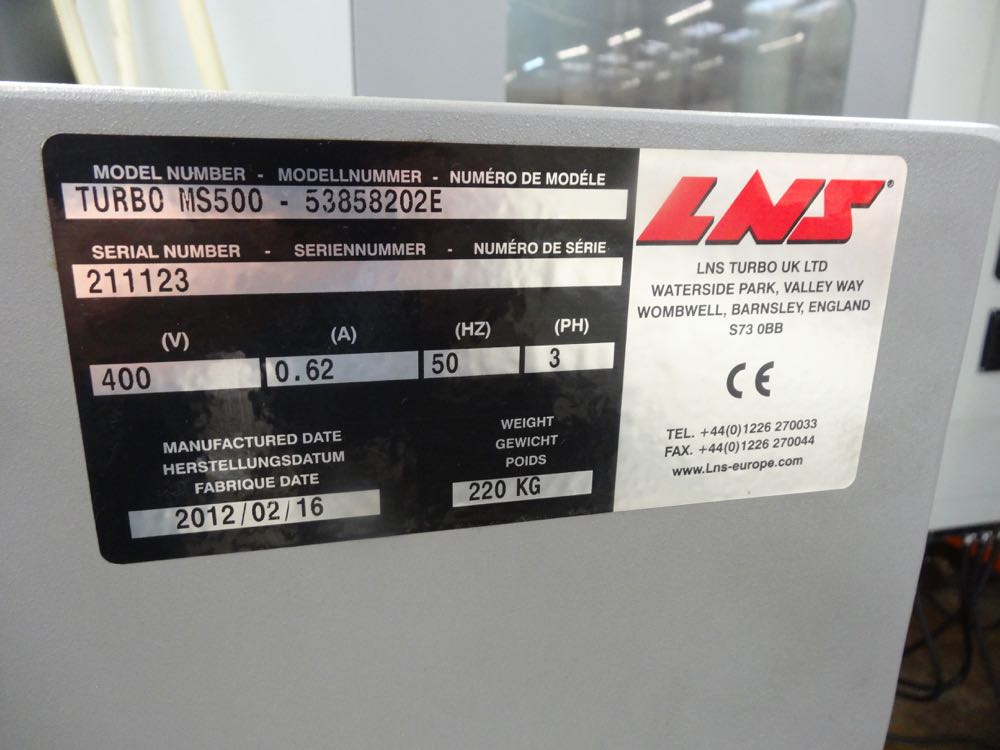 MODEL NUMBER - MODELLNUMMER - NUMÉRO DE MODÉLE
TURBO MS500 - 53858202E
SERIAL NUMBER - SERIENNUMMER - NUMÉRO DE SÉRIE
211123
(V) (A) (HZ) (PH)
400 0.62 50 3
MANUFACTURED DATE
HERSTELLUNGSDATUM
FABRIQUE DATE
2012/02/16
WEIGHT
GEWICHT
POIDS
220 KG
LNS®
LNS TURBO UK LTD
WATERSIDE PARK, VALLEY WAY
WOMBWELL, BARNSLEY, ENGLAND
S73 0BB
CE
TEL. +44(0)1226 270033
FAX. +44(0)1226 270044
www.Lns-europe.com